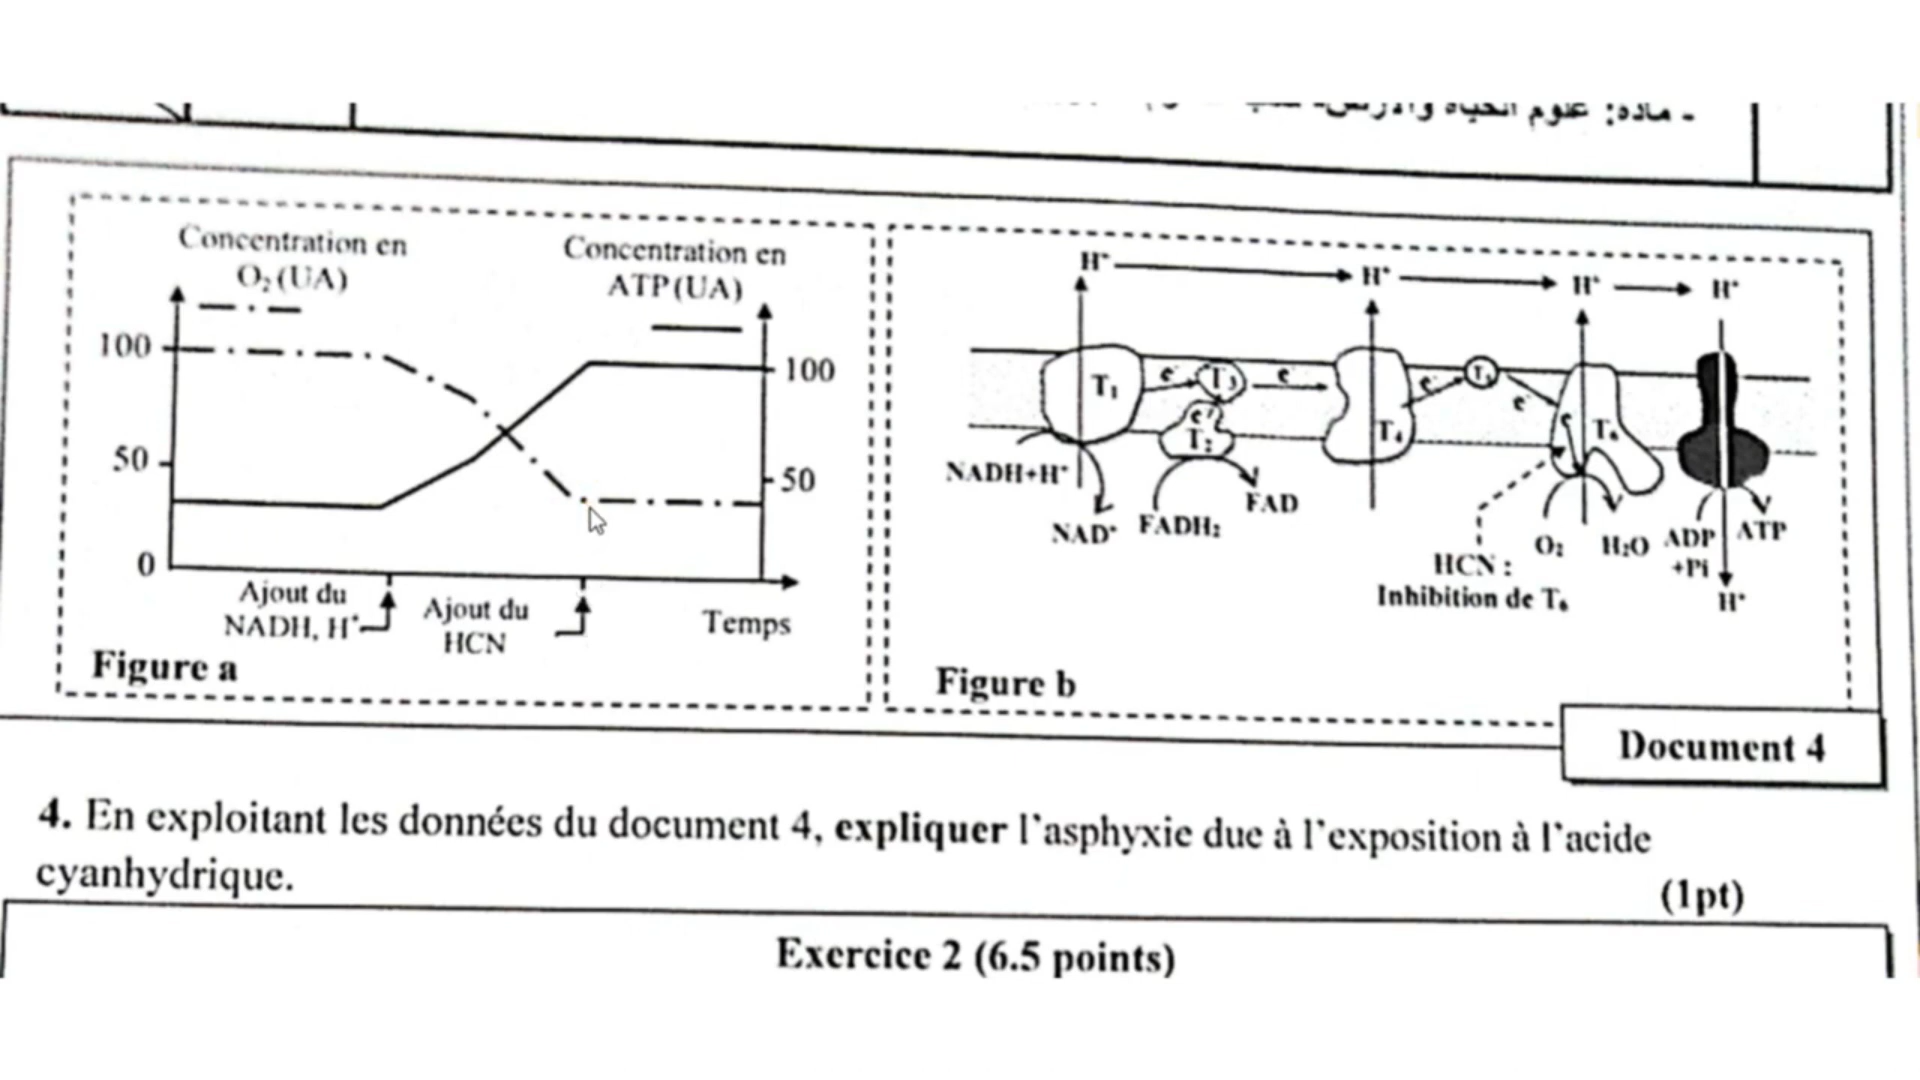 - مادة: علوم الحياة والارض-
Concentration en
O₂ (UA)
Concentration en
ATP (UA)
100
50
0
100
50
Ajout du
NADH, H⁺
Ajout du
HCN
Temps
Figure a
H⁺ H⁺ H⁺ H⁺
T₁ e⁻ T₃ e⁻ T₄ e⁻ e⁻ e⁻ T₆
e⁻ T₂
NADH+H⁺
NAD⁺
FADH₂
FAD
HCN :
Inhibition de T₆
O₂
H₂O
ADP
+Pi
ATP
H⁺
Figure b
Document 4
4. En exploitant les données du document 4, expliquer l'asphyxie due à l'exposition à l'acide
cyanhydrique.
(1pt)
Exercice 2 (6.5 points)